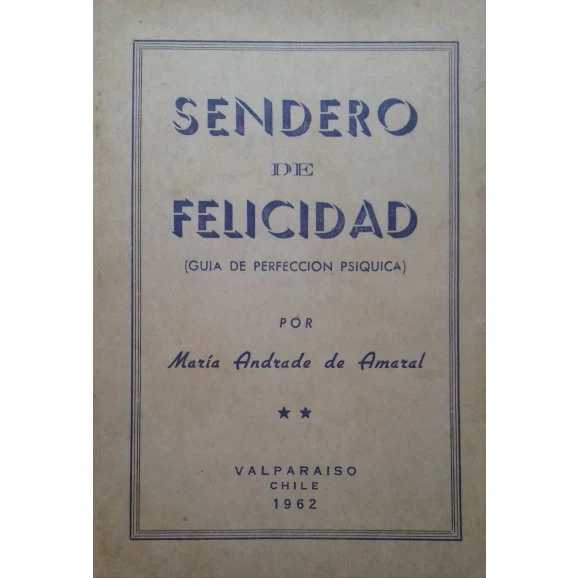 SENDERO
DE
FELICIDAD
(GUIA DE PERFECCION PSIQUICA)
POR
María Andrade de Amaral
★ ★
VALPARAISO
CHILE
1962